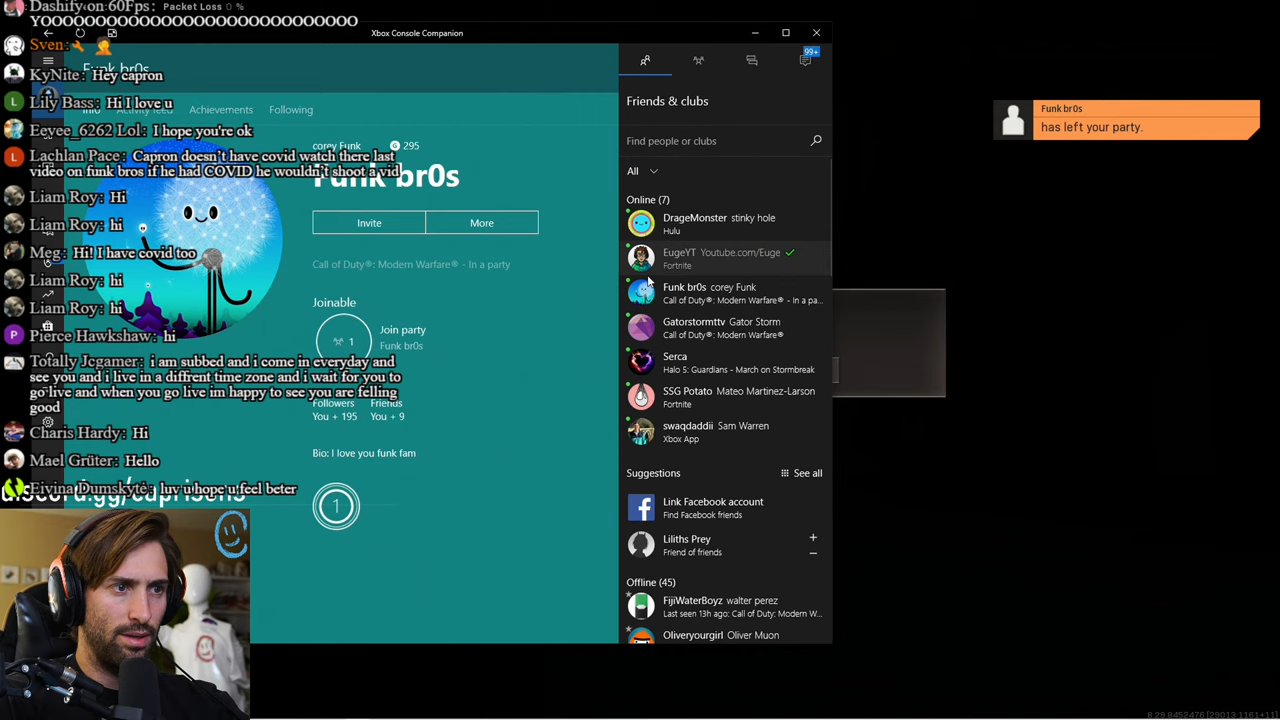 Dashify on 60Fps:
YOOOOOOOOOOOOOOOOOOOOOOOOOOOOO
Packet Loss 0 %
Sven:
KyNite: Hey capron
Lily Bass: Hi I love u
Eeyee_6262 Lol: I hope you're ok
Lachlan Pace: Capron doesn't have covid watch there last
video on funk bros if he had COVID he wouldn't shoot a vid
Liam Roy: Hi
Liam Roy: hi
Meg: Hi! I have covid too
Liam Roy: hi
Liam Roy: hi
Pierce Hawkshaw: hi
Totally Jcgamer: i am subbed and i come in everyday and
see you and i live in a diffrent time zone and i wait for you to
go live and when you go live im happy to see you are felling
good
Charis Hardy: Hi
Mael Grüter: Hello
Eivina Dumskytė: luv u hope u feel beter
Xbox Console Companion
Funk br0s
Info
Activity feed
Achievements
Following
corey Funk
G 295
Funk br0s
Invite
More
Call of Duty®: Modern Warfare® - In a party
Joinable
1
Join party
Funk br0s
Followers
You + 195
Friends
You + 9
Bio: I love you funk fam
1
99+
Friends & clubs
Find people or clubs
All
Online (7)
DrageMonster stinky hole
Hulu
EugeYT Youtube.com/Euge
Fortnite
Funk br0s corey Funk
Call of Duty®: Modern Warfare® - In a pa...
Gatorstormttv Gator Storm
Call of Duty®: Modern Warfare®
Serca
Halo 5: Guardians - March on Stormbreak
SSG Potato Mateo Martinez-Larson
Fortnite
swaqdaddii Sam Warren
Xbox App
Suggestions
See all
Link Facebook account
Find Facebook friends
Liliths Prey
Friend of friends
Offline (45)
FijiWaterBoyz walter perez
Last seen 13h ago: Call of Duty: Modern W...
Oliveryourgirl Oliver Muon
Funk br0s
has left your party.
8.29.8452476 [29013 1161+11]